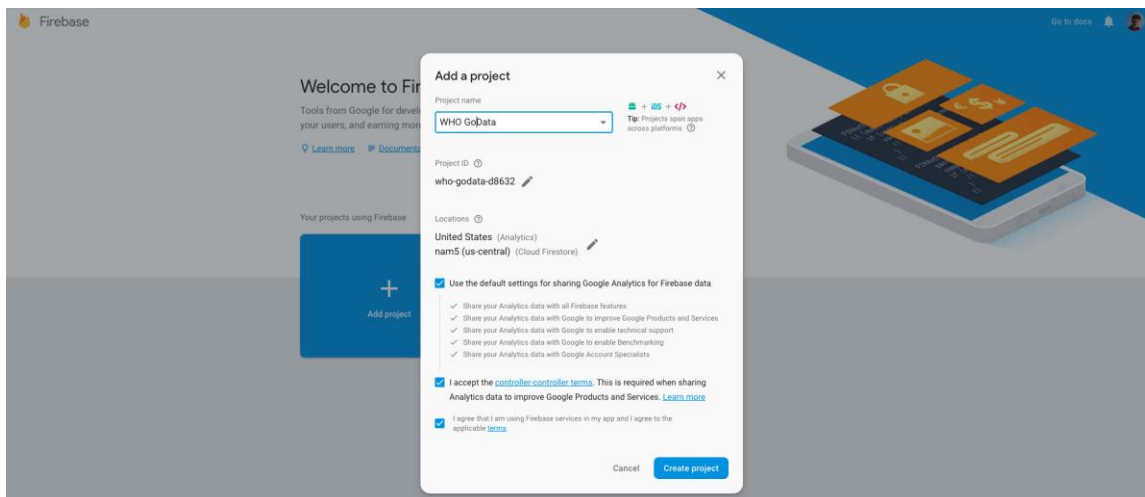 Firebase
Go to docs
Welcome to Fir
Tools from Google for devel
your users, and earning mon
Learn more Documenta
Your projects using Firebase
Add project
Add a project
Project name
WHO GoData
iOS + </>
Tip: Projects span apps
across platforms
Project ID
who-godata-d8632
Locations
United States (Analytics)
nam5 (us-central) (Cloud Firestore)
Use the default settings for sharing Google Analytics for Firebase data
Share your Analytics data with all Firebase features
Share your Analytics data with Google to improve Google Products and Services
Share your Analytics data with Google to enable technical support
Share your Analytics data with Google to enable Benchmarking
Share your Analytics data with Google Account Specialists
I accept the controller-controller terms. This is required when sharing
Analytics data to improve Google Products and Services. Learn more
I agree that I am using Firebase services in my app and I agree to the
applicable terms.
Cancel Create project